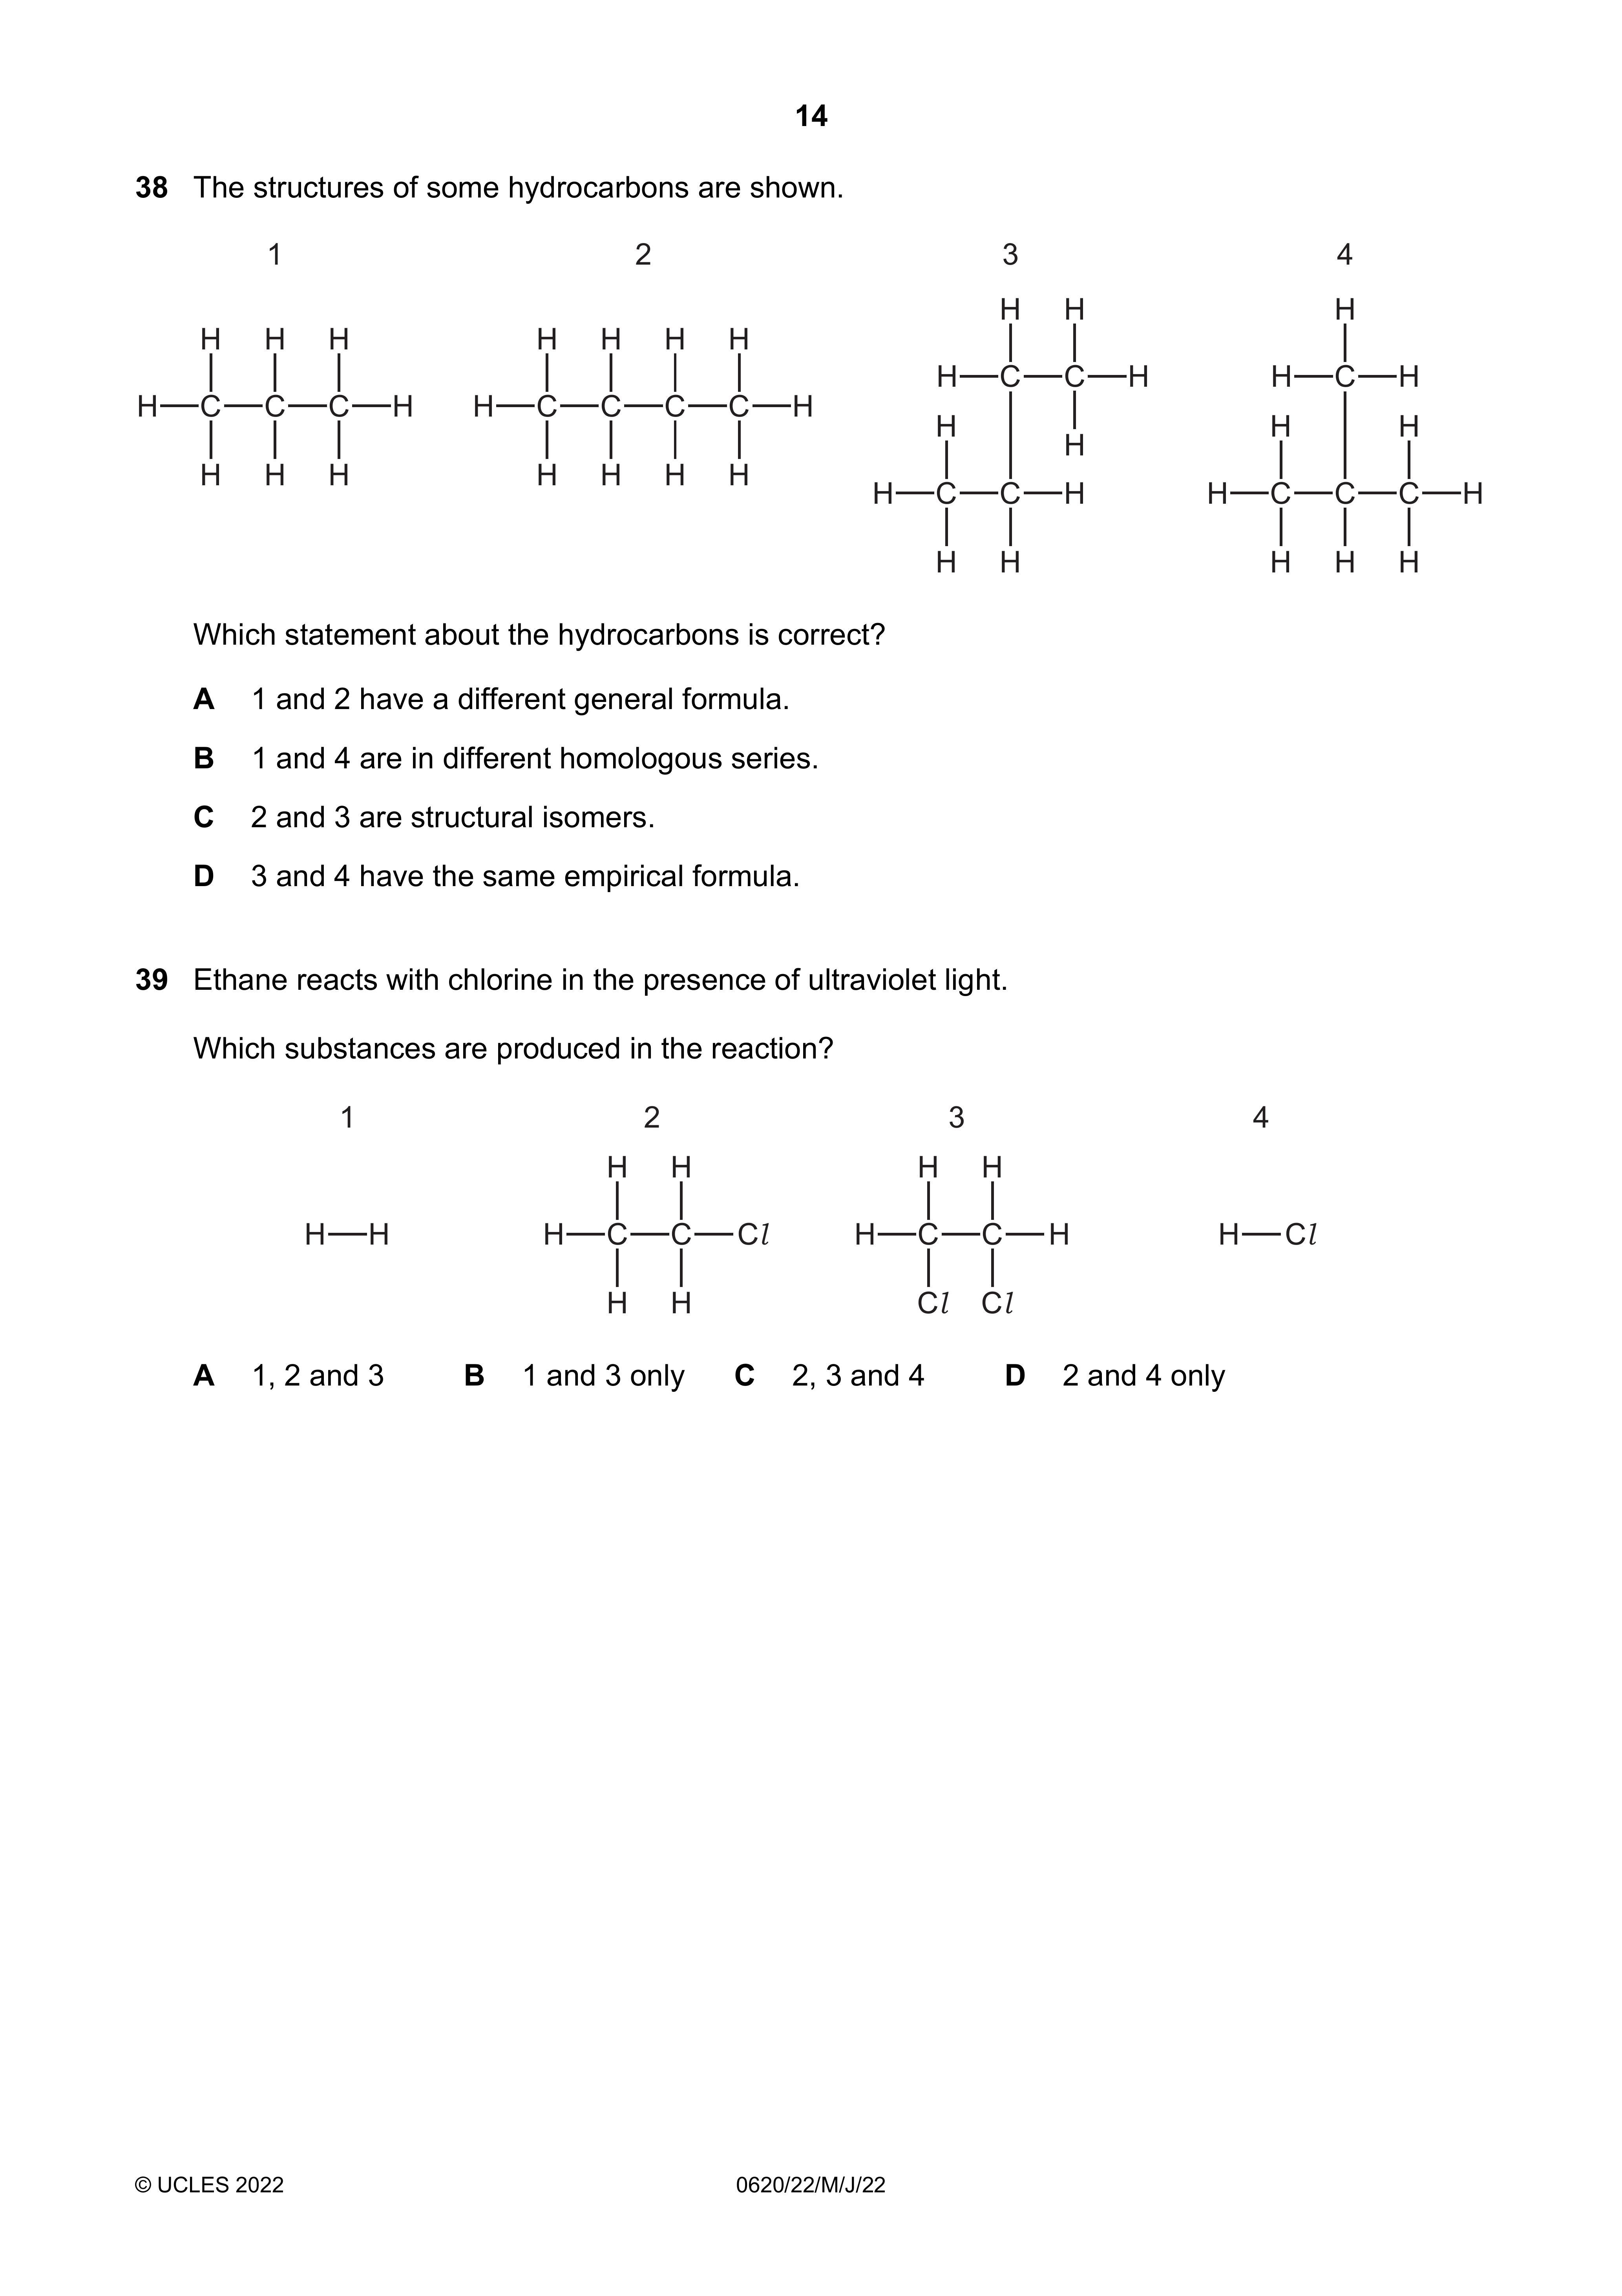 14
38 The structures of some hydrocarbons are shown.
1 2 3 4
H H H
H C C C H
H H H
H H H H
H C C C C H
H H H H
H H
H C C H
H H
H C C H
H H
H
H C H
H H
H C C C H
H H H
Which statement about the hydrocarbons is correct?
A 1 and 2 have a different general formula.
B 1 and 4 are in different homologous series.
C 2 and 3 are structural isomers.
D 3 and 4 have the same empirical formula.
39 Ethane reacts with chlorine in the presence of ultraviolet light.
Which substances are produced in the reaction?
1 2 3 4
H H H H
H H H C C Cl H C C H H Cl
H H Cl Cl
A 1, 2 and 3 B 1 and 3 only C 2, 3 and 4 D 2 and 4 only
© UCLES 2022 0620/22/M/J/22